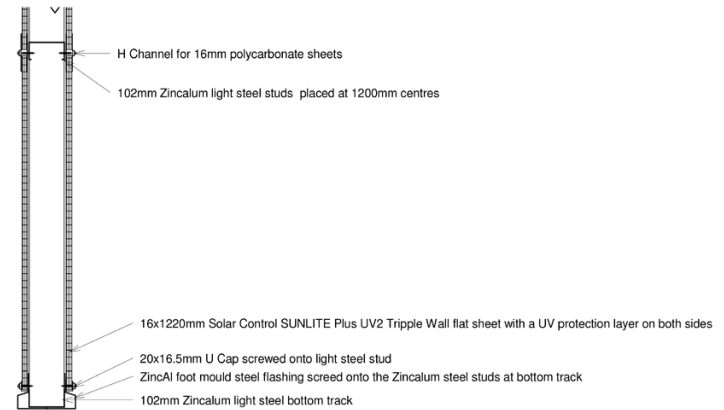 H Channel for 16mm polycarbonate sheets
102mm Zincalum light steel studs placed at 1200mm centres
16x1220mm Solar Control SUNLITE Plus UV2 Tripple Wall flat sheet with a UV protection layer on both sides
20x16.5mm U Cap screwed onto light steel stud
ZincAl foot mould steel flashing screed onto the Zincalum steel studs at bottom track
102mm Zincalum light steel bottom track